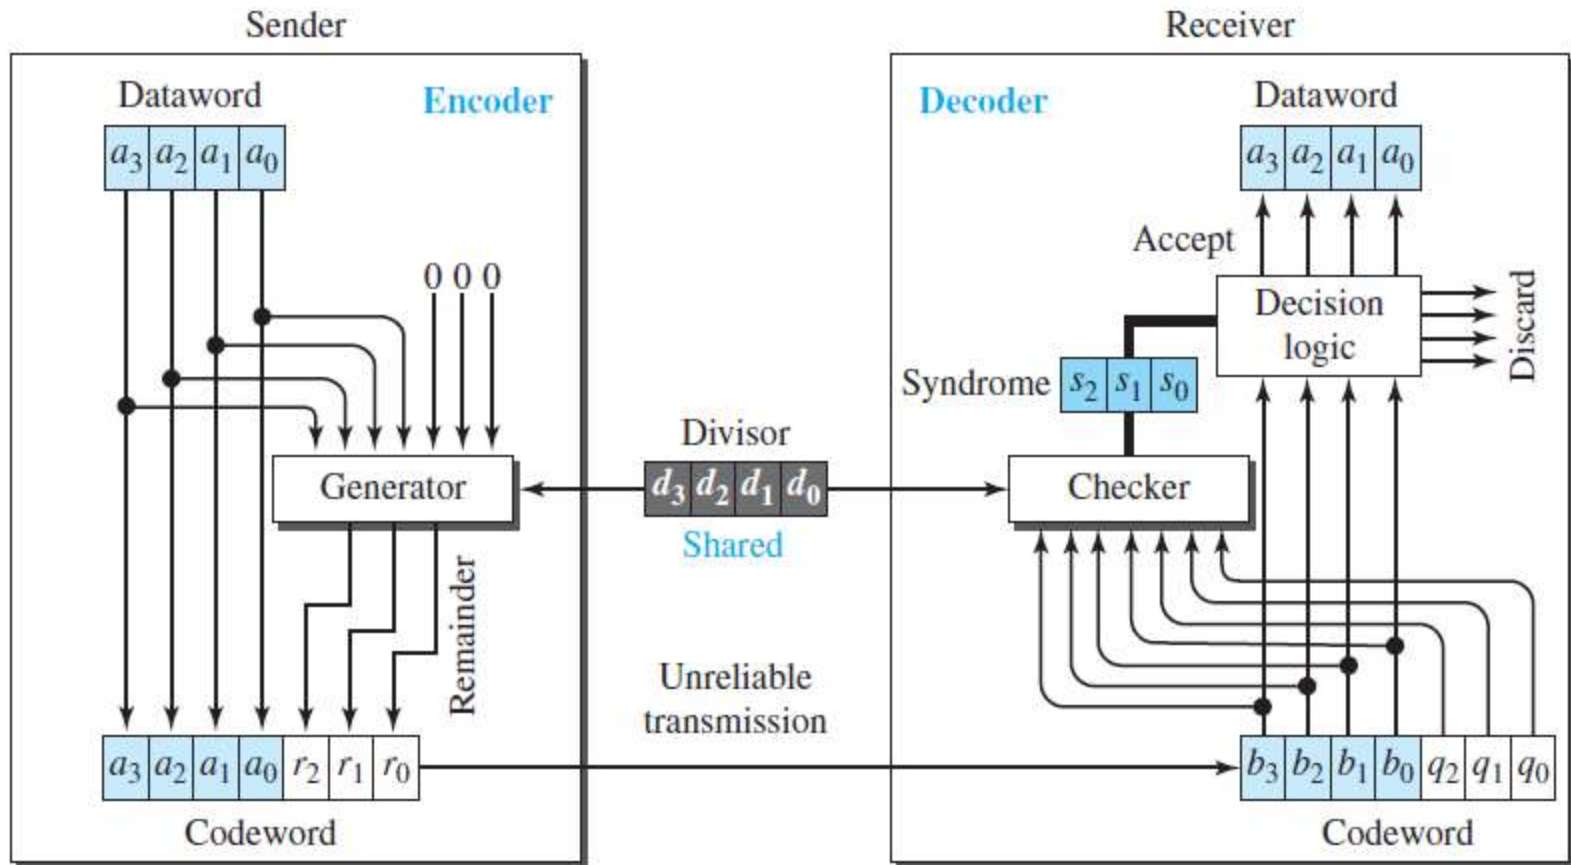 Sender
Receiver
Dataword
Encoder
Decoder
Dataword
a3 a2 a1 a0
a3 a2 a1 a0
Accept
0 0 0
Decision
logic
Discard
Syndrome
s2 s1 s0
Divisor
Generator
d3 d2 d1 d0
Checker
Shared
Remainder
Unreliable
transmission
a3 a2 a1 a0 r2 r1 r0
b3 b2 b1 b0 q2 q1 q0
Codeword
Codeword